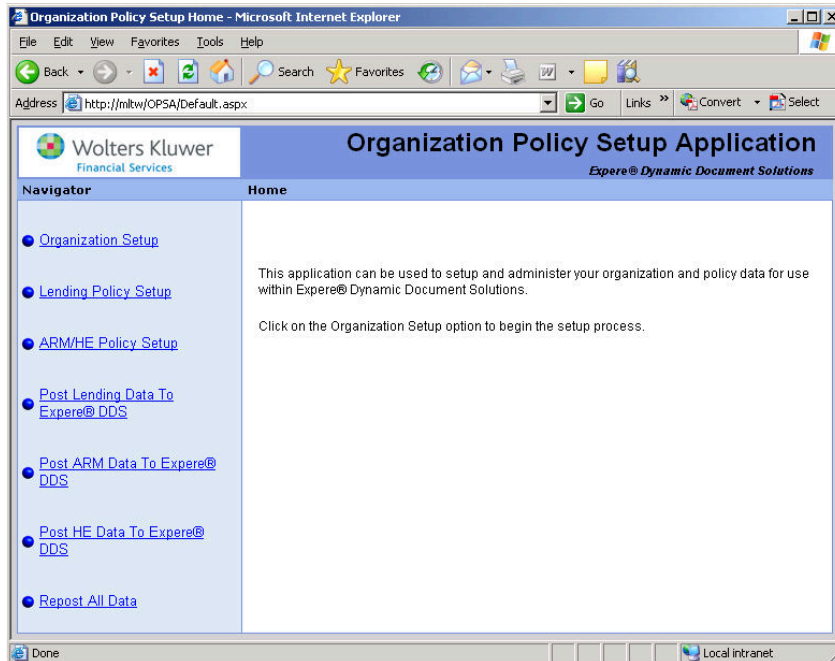 Organization Policy Setup Home - Microsoft Internet Explorer
File Edit View Favorites Tools Help
Back Search Favorites
Address http://mltw/OPSA/Default.aspx Go Links » Convert Select
Wolters Kluwer
Financial Services
Organization Policy Setup Application
Expere® Dynamic Document Solutions
Navigator
Home
Organization Setup
Lending Policy Setup
ARM/HE Policy Setup
Post Lending Data To
Expere® DDS
Post ARM Data To Expere®
DDS
Post HE Data To Expere®
DDS
Repost All Data
This application can be used to setup and administer your organization and policy data for use
within Expere® Dynamic Document Solutions.
Click on the Organization Setup option to begin the setup process.
Done
Local intranet